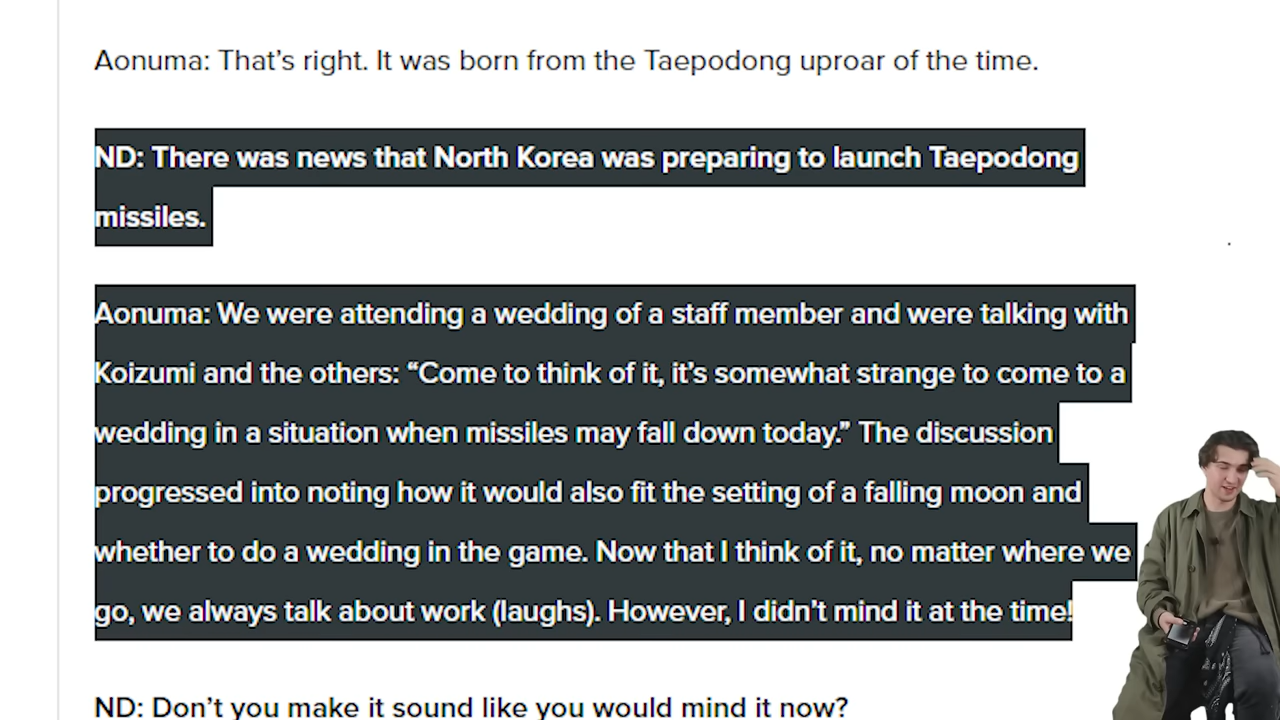 Aonuma: That’s right. It was born from the Taepodong uproar of the time.
ND: There was news that North Korea was preparing to launch Taepodong
missiles.
Aonuma: We were attending a wedding of a staff member and were talking with
Koizumi and the others: “Come to think of it, it’s somewhat strange to come to a
wedding in a situation when missiles may fall down today.” The discussion
progressed into noting how it would also fit the setting of a falling moon and
whether to do a wedding in the game. Now that I think of it, no matter where we
go, we always talk about work (laughs). However, I didn’t mind it at the time!
ND: Don’t you make it sound like you would mind it now?